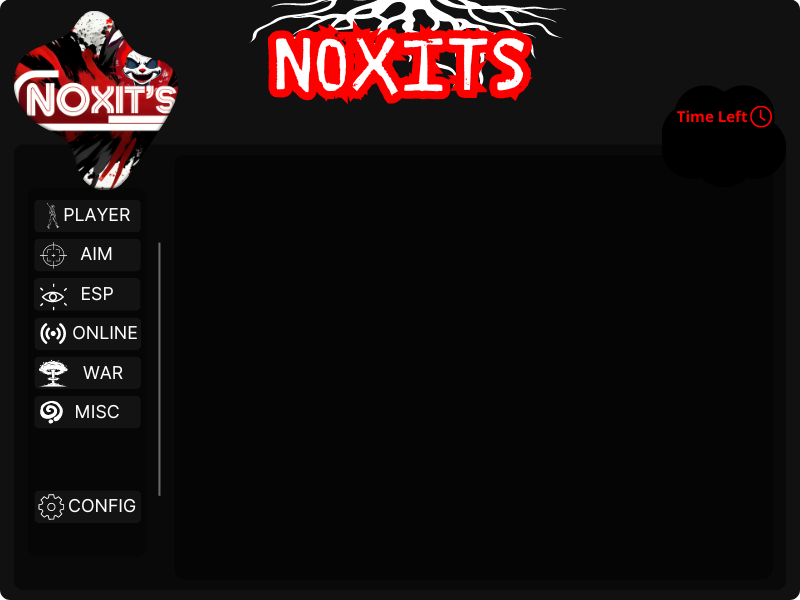 NOXITS
NOXIT'S
Time Left
PLAYER
AIM
ESP
ONLINE
WAR
MISC
CONFIG